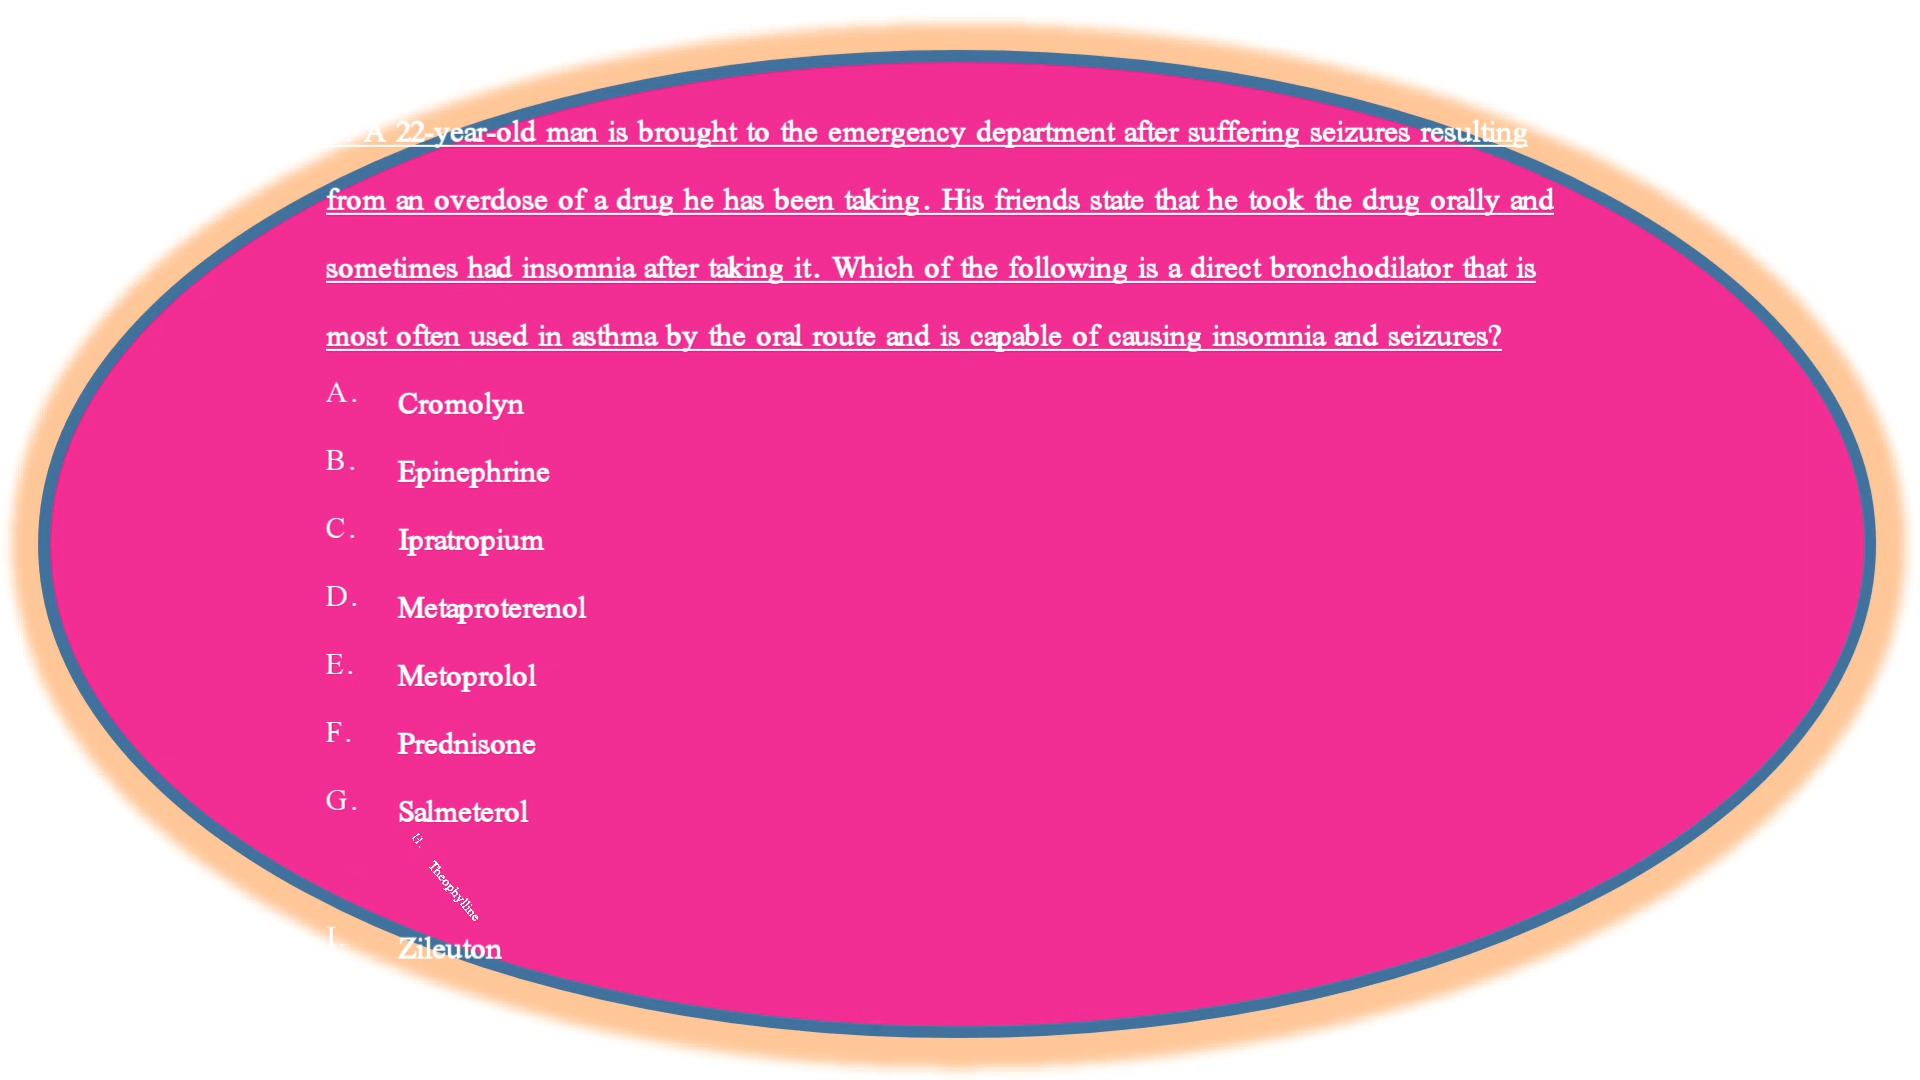 . A 22-year-old man is brought to the emergency department after suffering seizures resulting
from an overdose of a drug he has been taking. His friends state that he took the drug orally and
sometimes had insomnia after taking it. Which of the following is a direct bronchodilator that is
most often used in asthma by the oral route and is capable of causing insomnia and seizures?
A. Cromolyn
B. Epinephrine
C. Ipratropium
D. Metaproterenol
E. Metoprolol
F. Prednisone
G. Salmeterol
H. Theophylline
I. Zileuton